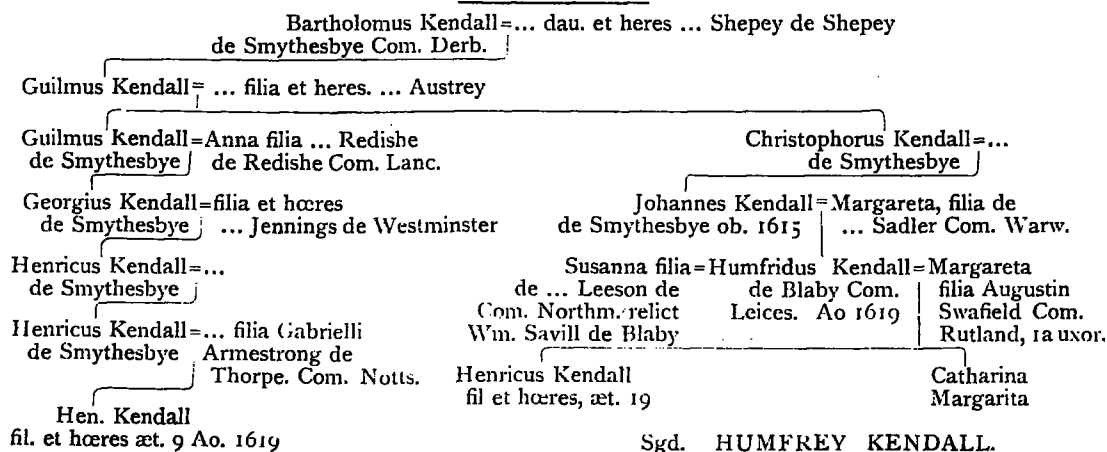 Bartholomus Kendall=... dau. et heres ... Shepey de Shepey
de Smythesbye Com. Derb.
Guilmus Kendall= ... filia et heres. ... Austrey
Guilmus Kendall=Anna filia ... Redishe
de Smythesbye de Redishe Com. Lanc.
Christophorus Kendall=...
de Smythesbye
Georgius Kendall=filia et hœres
de Smythesbye ... Jennings de Westminster
Johannes Kendall=Margareta, filia de
de Smythesbye ob. 1615 ... Sadler Com. Warw.
Henricus Kendall=...
de Smythesbye
Susanna filia=Humfridus Kendall=Margareta
de ... Leeson de de Blaby Com. filia Augustin
Com. Northm. relict Leices. Ao 1619 Swafield Com.
Wm. Savill de Blaby Rutland, 1a uxor.
Henricus Kendall=... filia Gabrielli
de Smythesbye Armestrong de
Thorpe. Com. Notts.
Henricus Kendall
fil et hœres, æt. 19
Catharina
Margarita
Hen. Kendall
fil. et hœres æt. 9 Ao. 1619
Sgd. HUMFREY KENDALL.